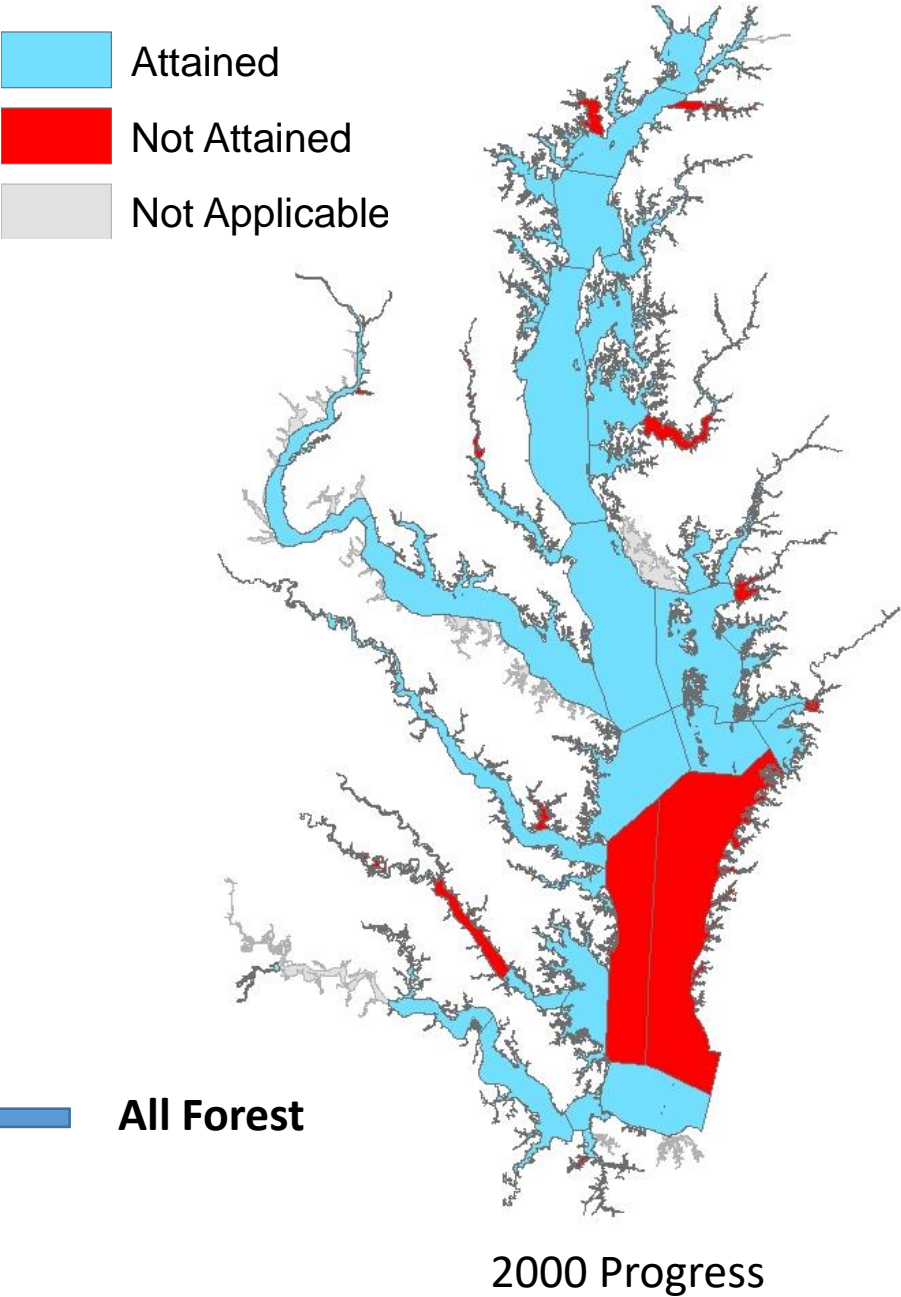 Attained
Not Attained
Not Applicable
All Forest
2000 Progress